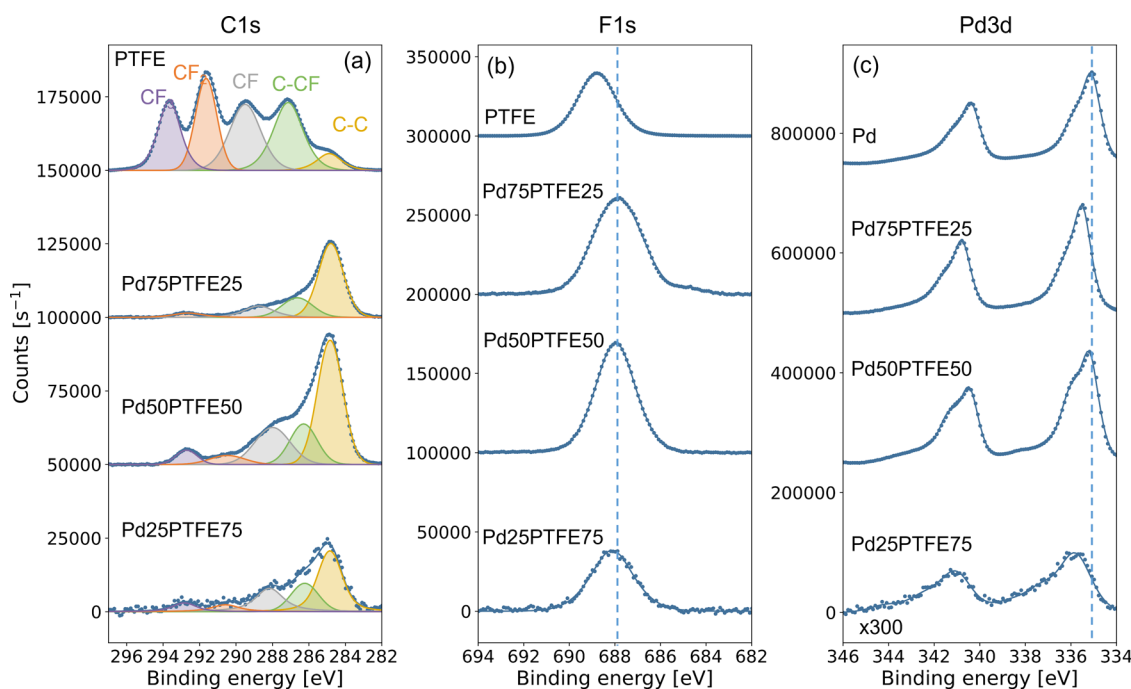 C1s
F1s
Pd3d
Counts [s⁻¹]
PTFE
(a)
CF
CF
CF
C-CF
C-C
Pd75PTFE25
Pd50PTFE50
Pd25PTFE75
175000
150000
125000
100000
75000
50000
25000
0
296 294 292 290 288 286 284 282
Binding energy [eV]
(b)
PTFE
Pd75PTFE25
Pd50PTFE50
Pd25PTFE75
350000
300000
250000
200000
150000
100000
50000
0
694 692 690 688 686 684 682
Binding energy [eV]
(c)
Pd
Pd75PTFE25
Pd50PTFE50
Pd25PTFE75
x300
800000
600000
400000
200000
0
346 344 342 340 338 336 334
Binding energy [eV]